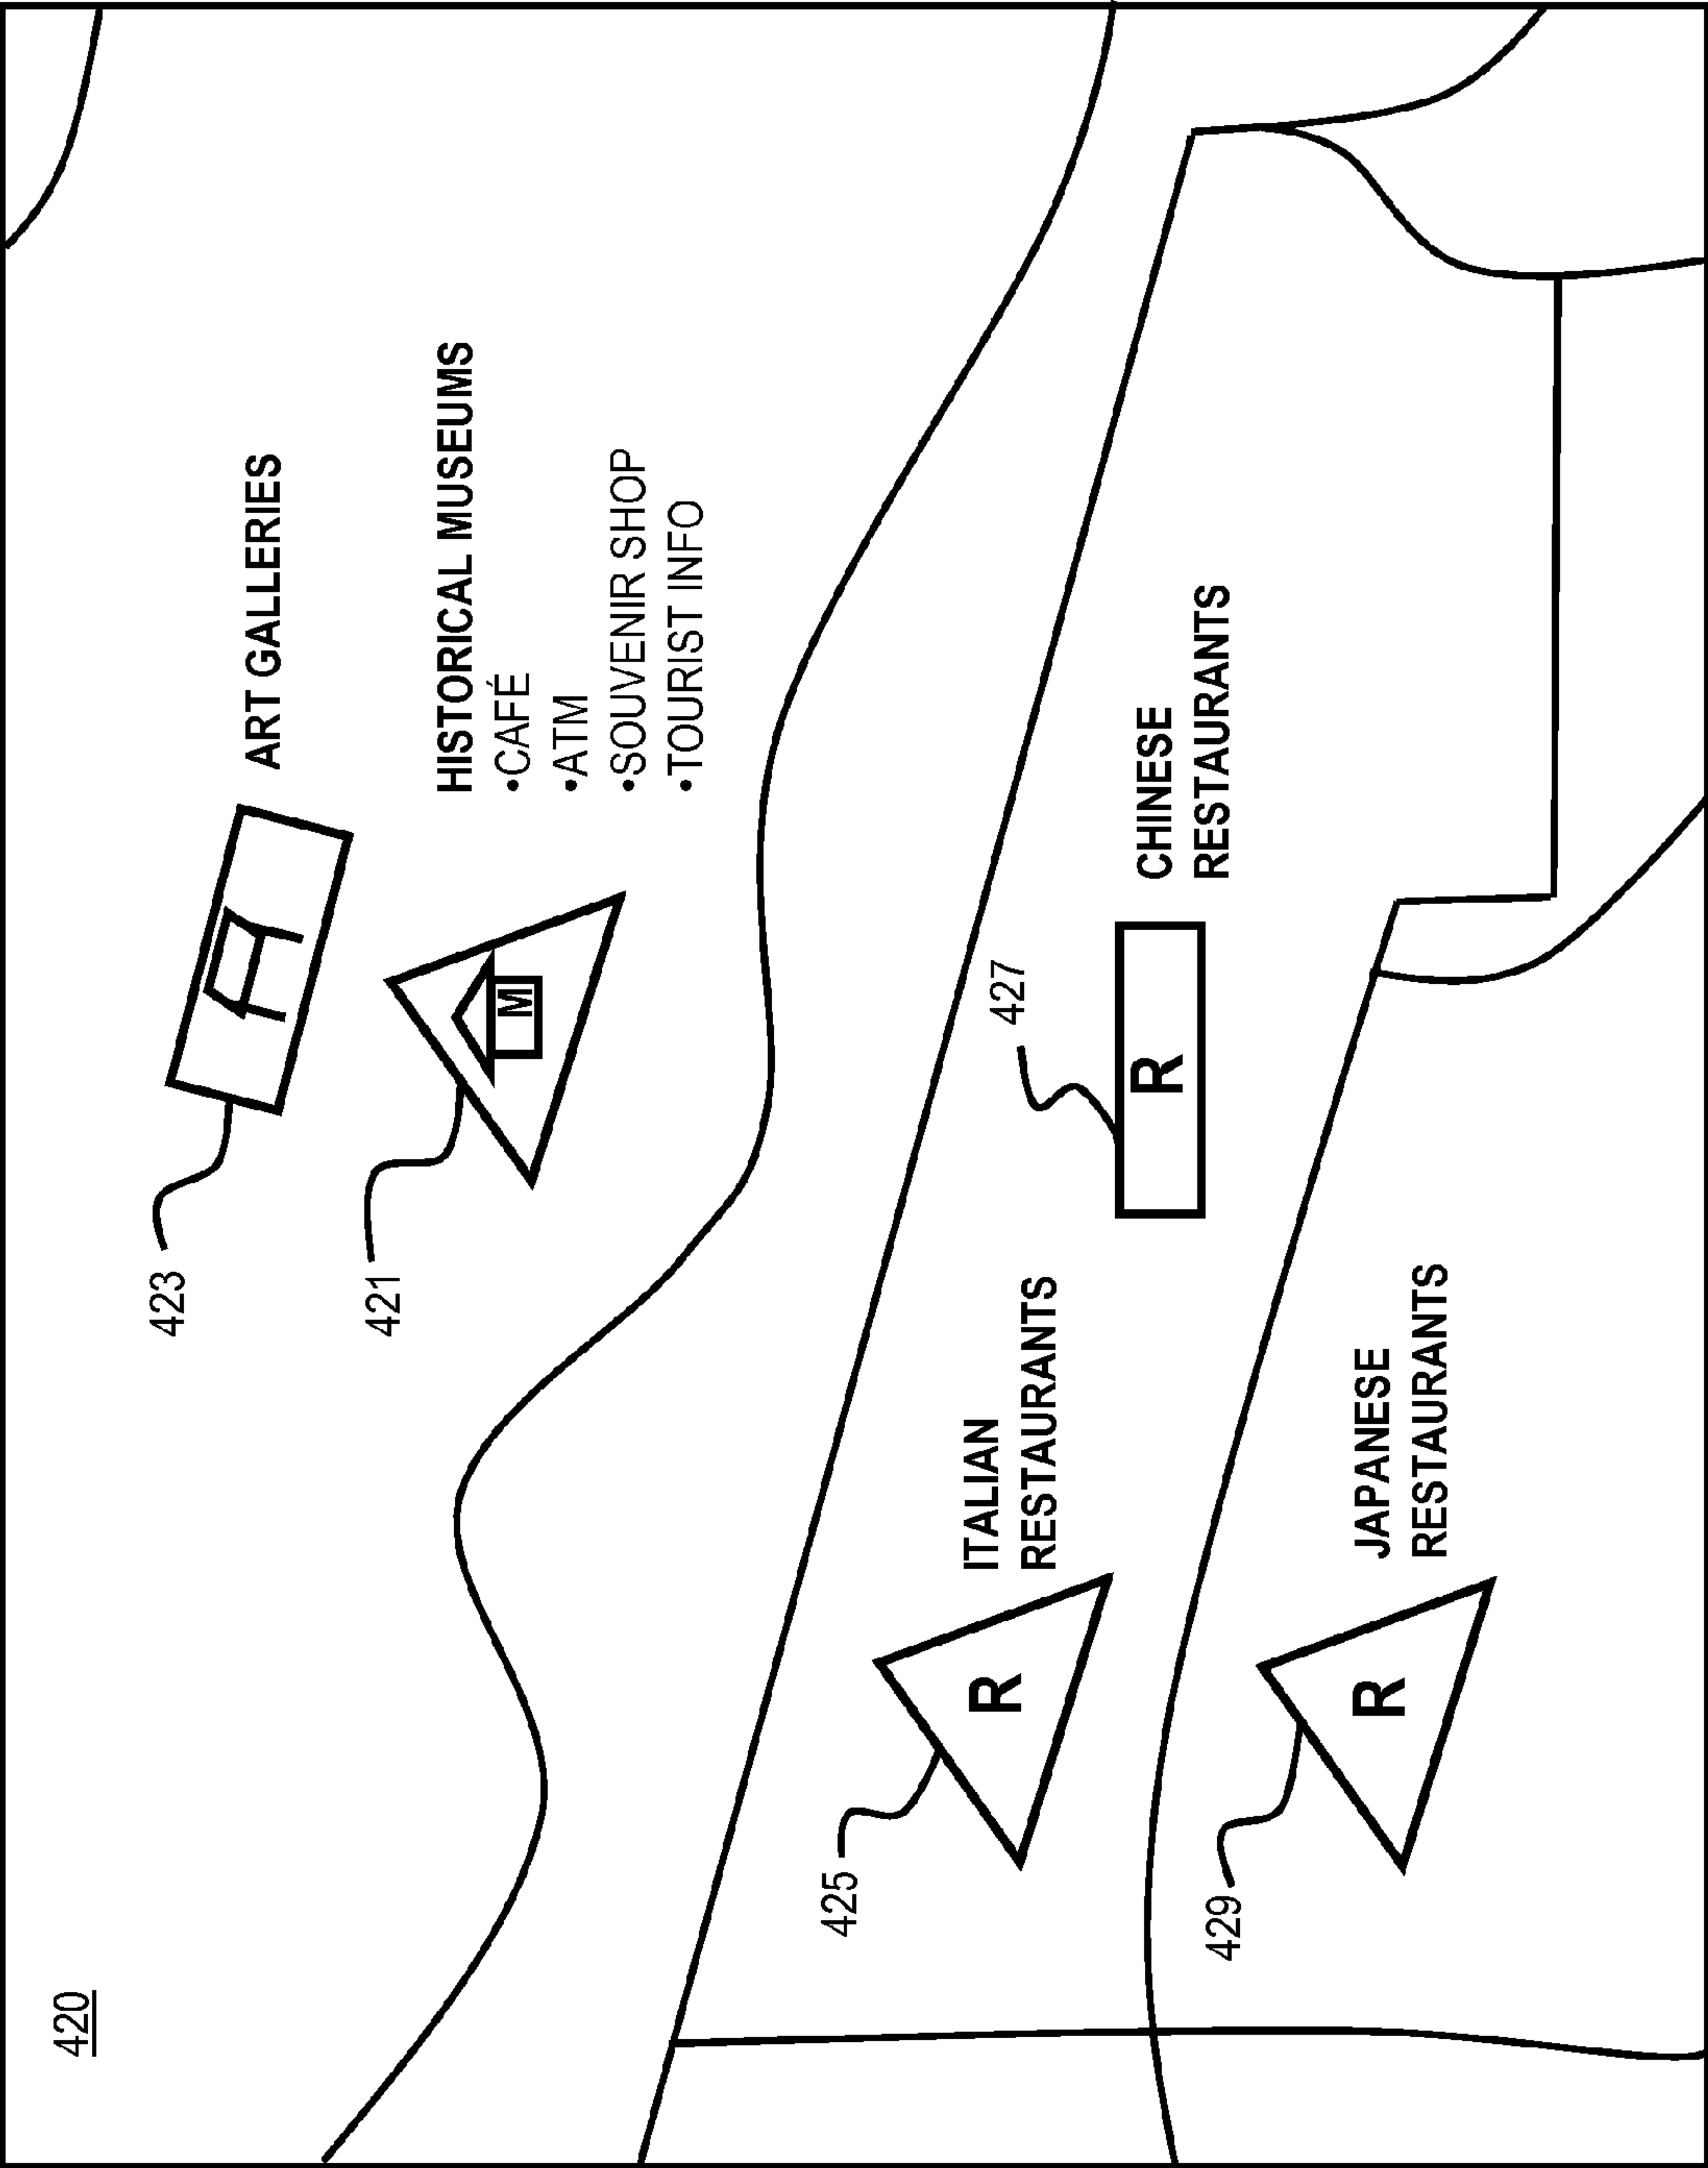 420
423
ART GALLERIES
421
M
HISTORICAL MUSEUMS
•CAFÉ
•ATM
•SOUVENIR SHOP
•TOURIST INFO
425
R
ITALIAN
RESTAURANTS
427
R
CHINESE
RESTAURANTS
429
R
JAPANESE
RESTAURANTS